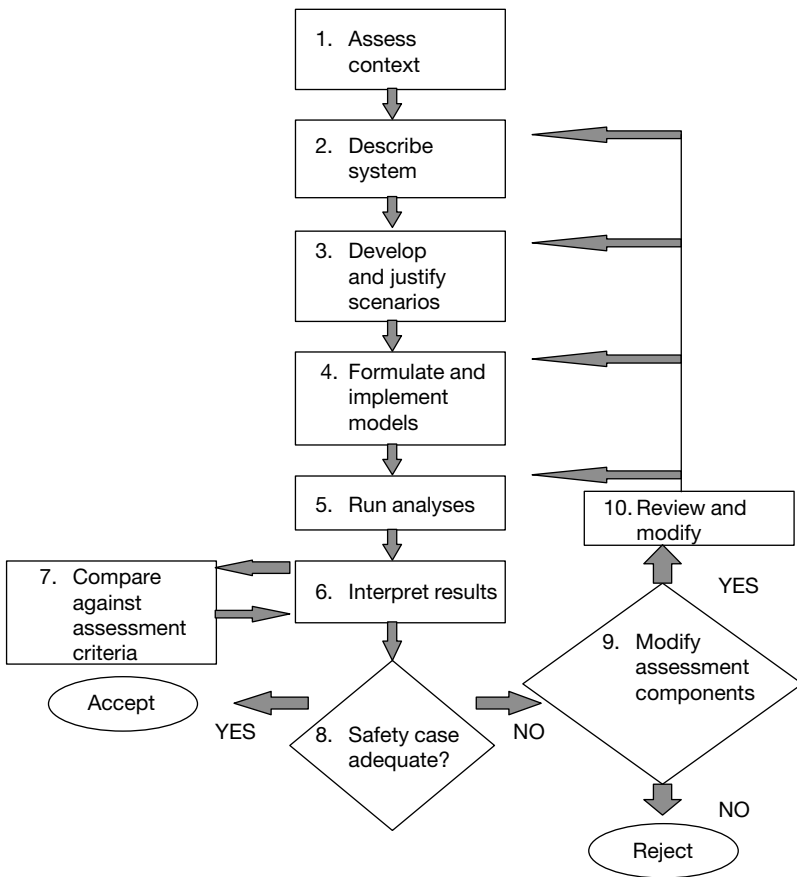 1. Assess
context
2. Describe
system
3. Develop
and justify
scenarios
4. Formulate and
implement
models
5. Run analyses
10. Review and
modify
7. Compare
against
assessment
criteria
6. Interpret results
YES
9. Modify
assessment
components
Accept
YES
8. Safety case
adequate?
NO
NO
Reject